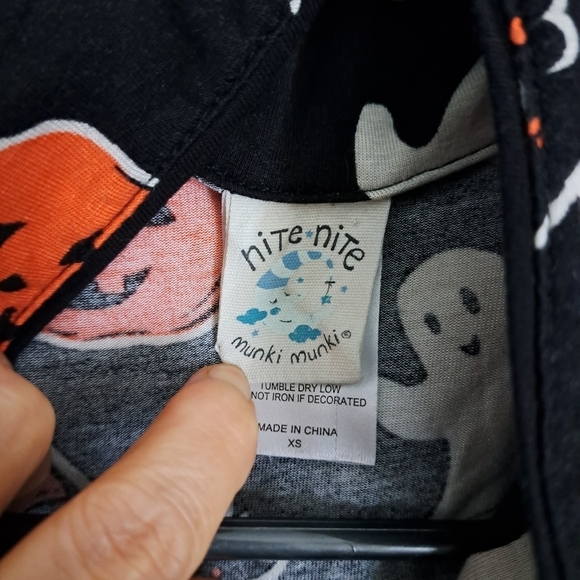 nite★nite
munki munki®
TUMBLE DRY LOW
NOT IRON IF DECORATED
MADE IN CHINA
XS